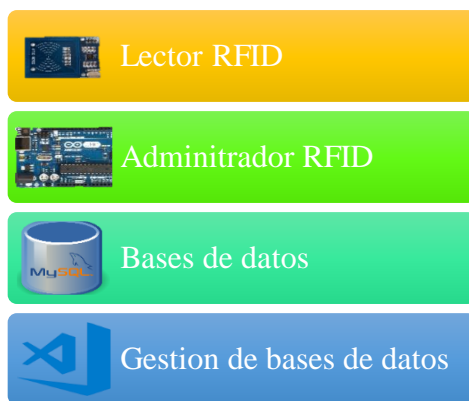 Lector RFID
Adminitrador RFID
Bases de datos
MySQL
Gestion de bases de datos